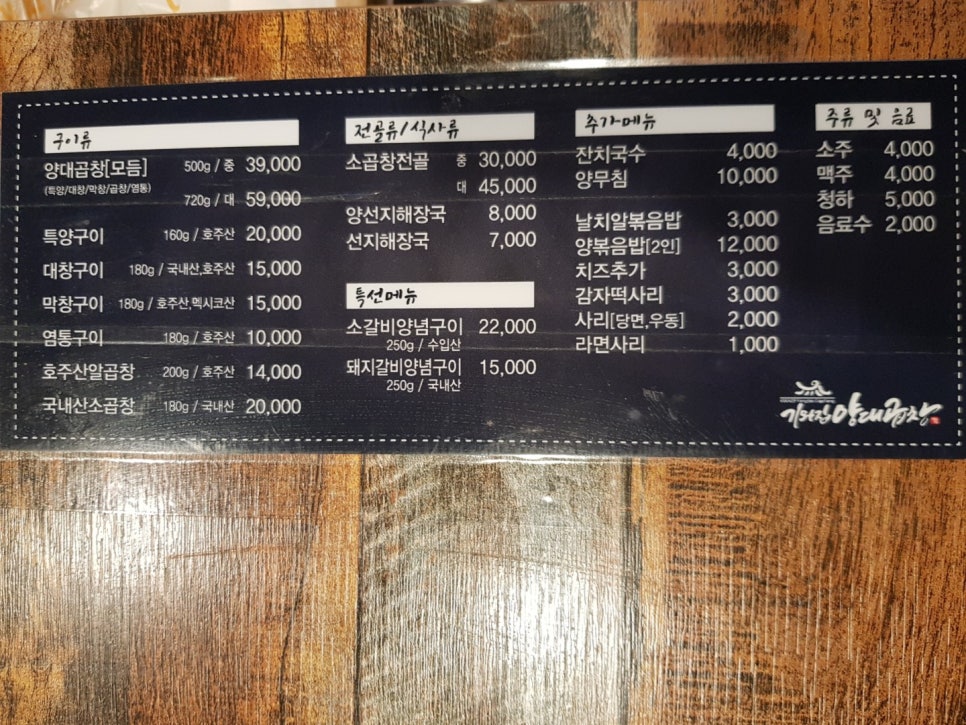 구이류
양대곱창[모듬] 500g / 중 39,000
(특양/대창/막창/곱창/염통)
720g / 대 59,000
특양구이 160g / 호주산 20,000
대창구이 180g / 국내산,호주산 15,000
막창구이 180g / 호주산,멕시코산 15,000
염통구이 180g / 호주산 10,000
호주산알곱창 200g / 호주산 14,000
국내산소곱창 180g / 국내산 20,000
전골류/식사류
소곱창전골 중 30,000
대 45,000
양선지해장국 8,000
선지해장국 7,000
특선메뉴
소갈비양념구이 22,000
250g / 수입산
돼지갈비양념구이 15,000
250g / 국내산
추가메뉴
잔치국수 4,000
양무침 10,000
날치알볶음밥 3,000
양볶음밥[2인] 12,000
치즈추가 3,000
감자떡사리 3,000
사리[당면,우동] 2,000
라면사리 1,000
주류 및 음료
소주 4,000
맥주 4,000
청하 5,000
음료수 2,000
기와집양대곱창